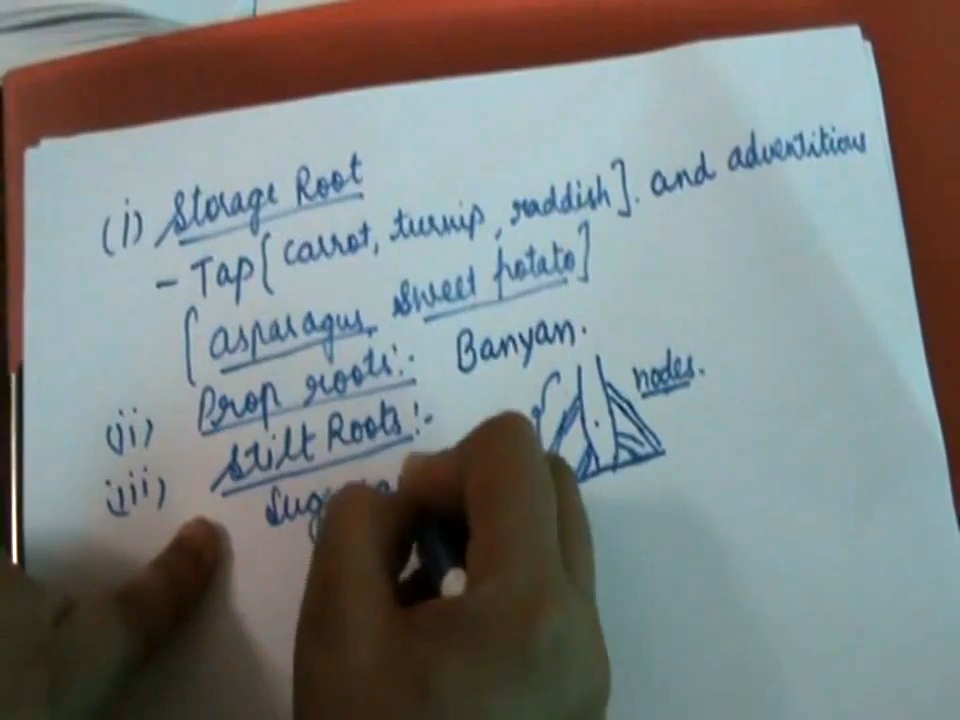 (i) Storage Root
- Tap [carrot, turnip, raddish]. and adventitious
[asparagus, sweet potato]
(ii) Prop roots:- Banyan.
nodes.
(iii) Stilt Roots:-